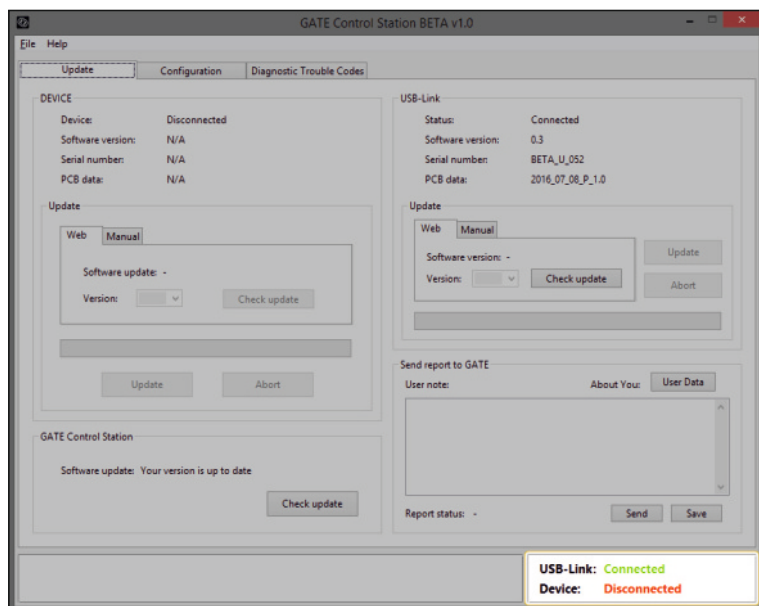 GATE Control Station BETA v1.0
File Help
Update Configuration Diagnostic Trouble Codes
DEVICE
Device: Disconnected
Software version: N/A
Serial number: N/A
PCB data: N/A
Update
Web Manual
Software update: -
Version: Check update
Update Abort
GATE Control Station
Software update: Your version is up to date
Check update
USB-Link
Status: Connected
Software version: 0.3
Serial number: BETA_U_052
PCB data: 2016_07_08_P_1.0
Update
Web Manual
Software version: -
Version: Check update
Update
Abort
Send report to GATE
User note: About You: User Data
Report status: - Send Save
USB-Link: Connected
Device: Disconnected